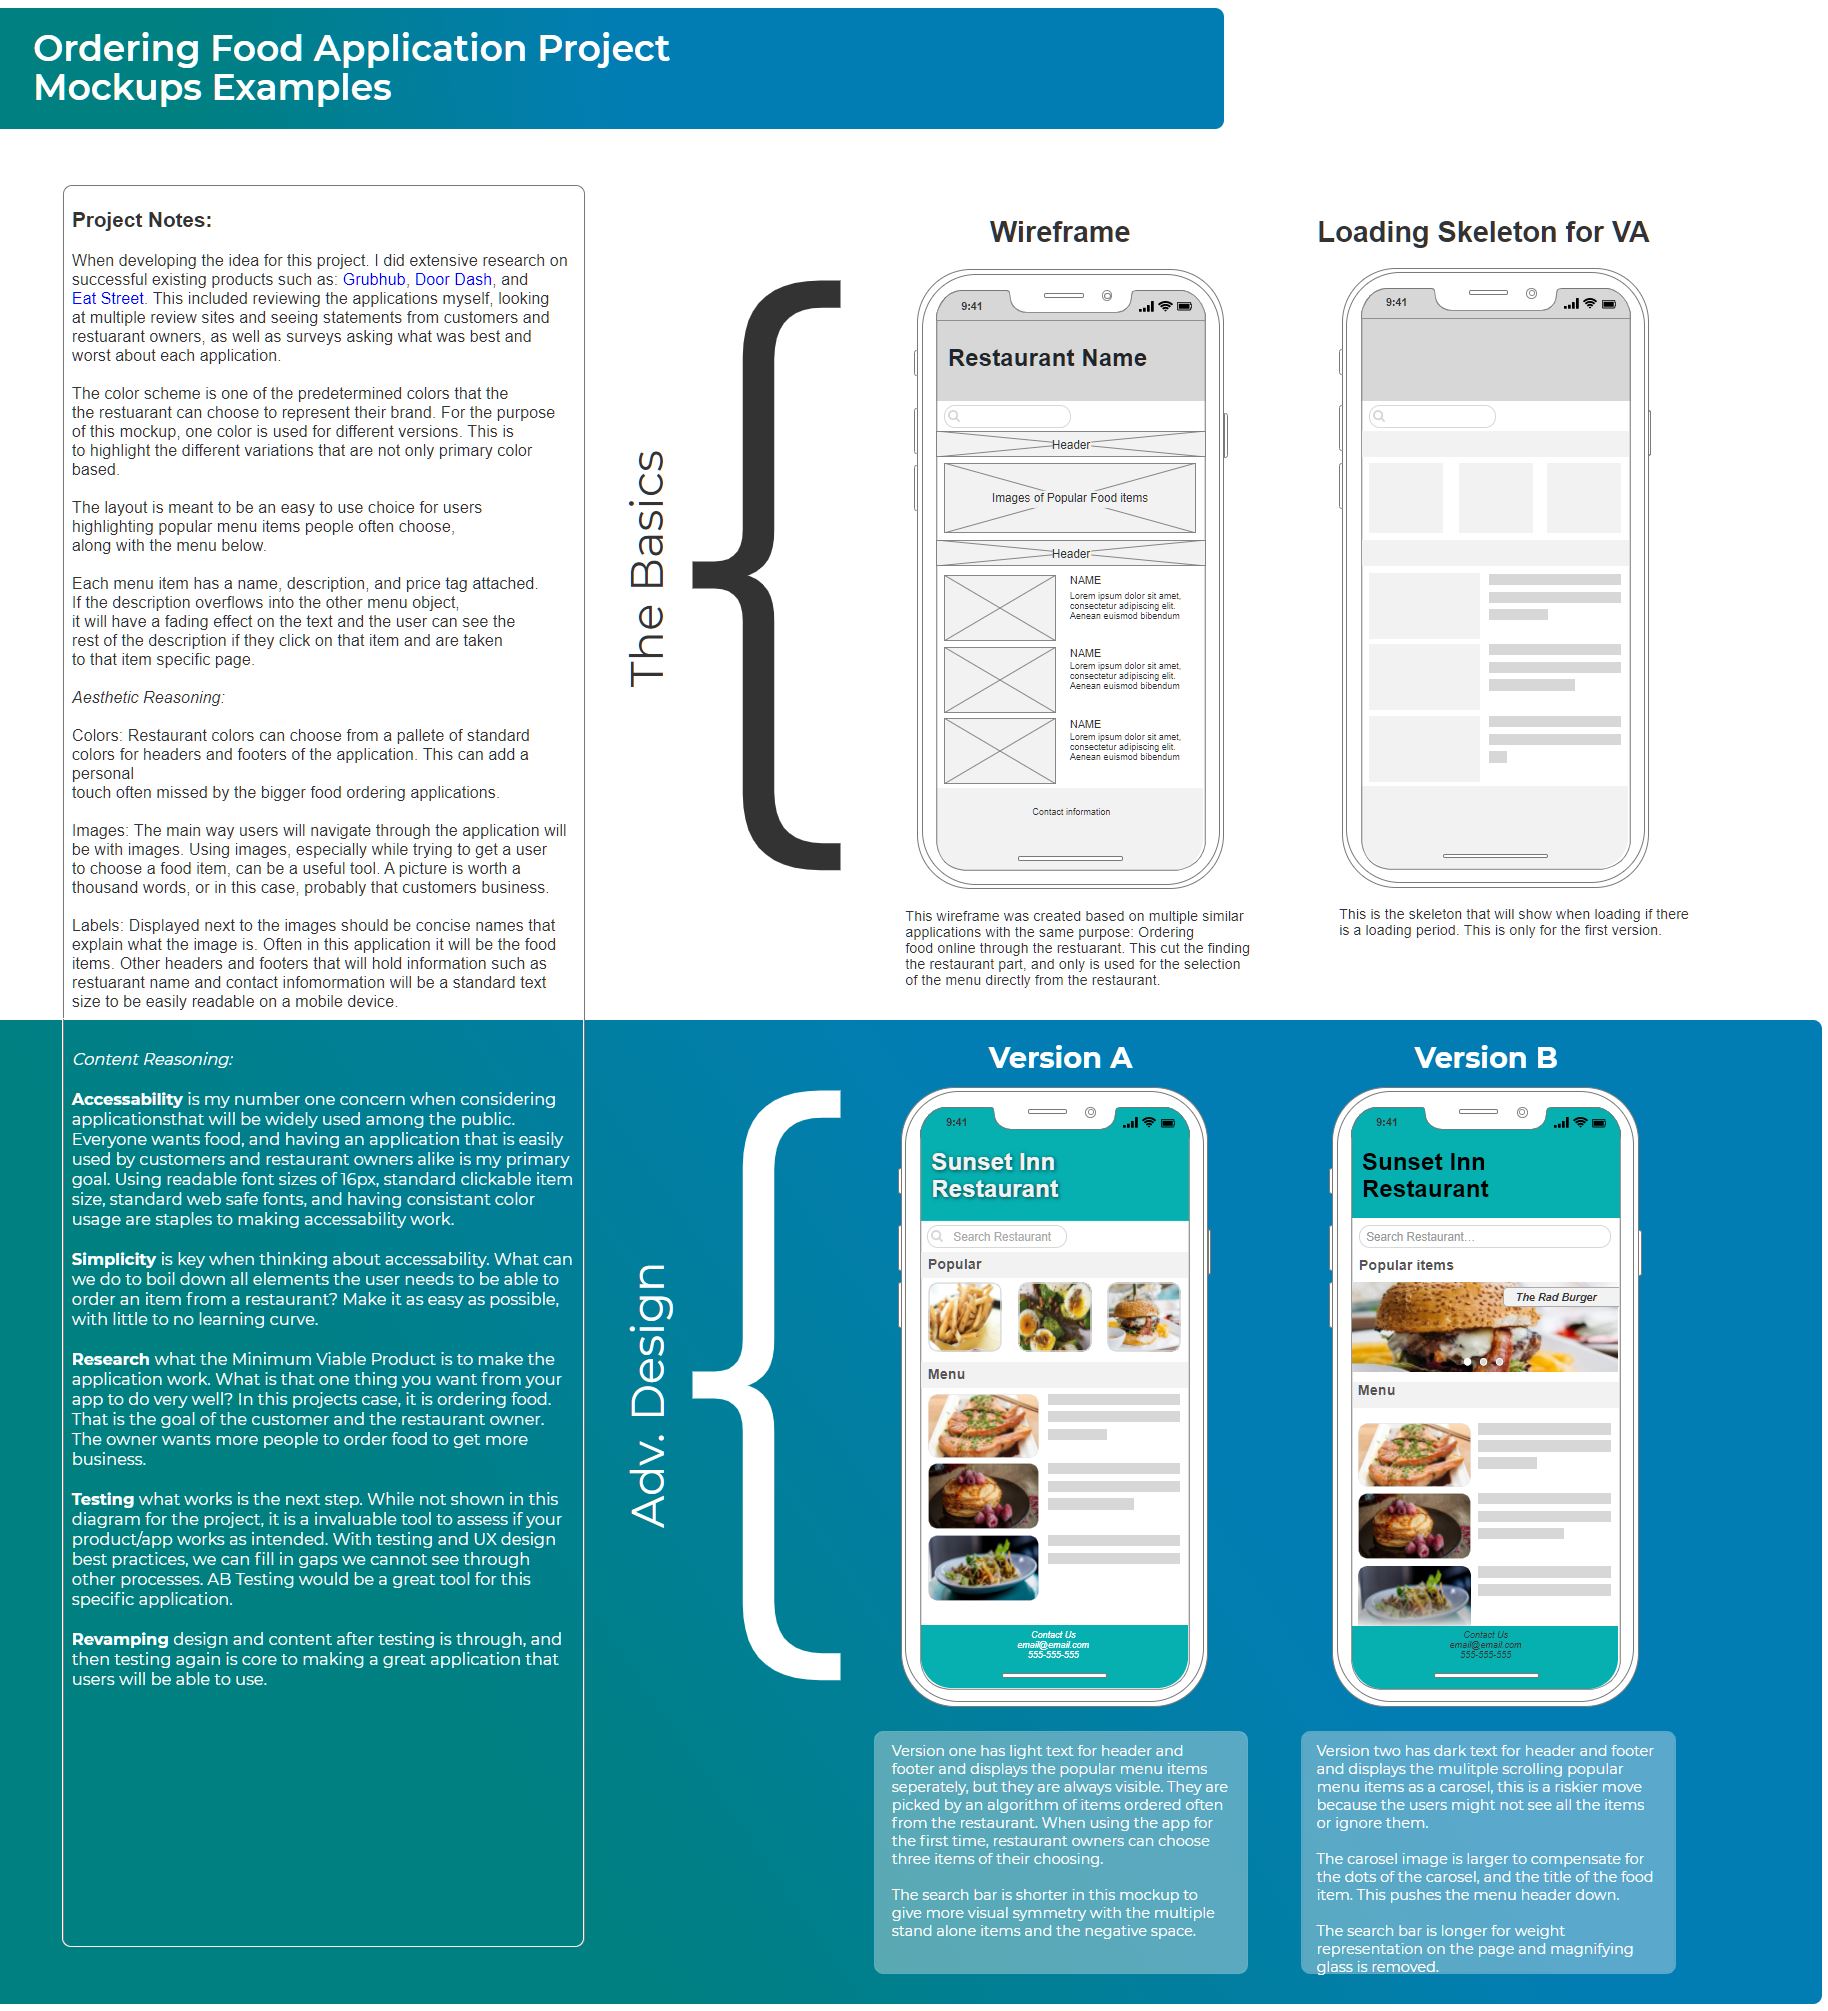 Ordering Food Application Project
Mockups Examples
Project Notes:
When developing the idea for this project. I did extensive research on
successful existing products such as: Grubhub, Door Dash, and
Eat Street. This included reviewing the applications myself, looking
at multiple review sites and seeing statements from customers and
restuarant owners, as well as surveys asking what was best and
worst about each application.
The color scheme is one of the predetermined colors that the
the restuarant can choose to represent their brand. For the purpose
of this mockup, one color is used for different versions. This is
to highlight the different variations that are not only primary color
based.
The layout is meant to be an easy to use choice for users
highlighting popular menu items people often choose,
along with the menu below.
Each menu item has a name, description, and price tag attached.
If the description overflows into the other menu object,
it will have a fading effect on the text and the user can see the
rest of the description if they click on that item and are taken
to that item specific page.
Aesthetic Reasoning:
Colors: Restaurant colors can choose from a pallete of standard
colors for headers and footers of the application. This can add a
personal
touch often missed by the bigger food ordering applications.
Images: The main way users will navigate through the application will
be with images. Using images, especially while trying to get a user
to choose a food item, can be a useful tool. A picture is worth a
thousand words, or in this case, probably that customers business.
Labels: Displayed next to the images should be concise names that
explain what the image is. Often in this application it will be the food
items. Other headers and footers that will hold information such as
restuarant name and contact infomormation will be a standard text
size to be easily readable on a mobile device.
The Basics
Wireframe
9:41
Restaurant Name
Header
Images of Popular Food items
Header
NAME
Lorem ipsum dolor sit amet,
consectetur adipiscing elit.
Aenean euismod bibendum
NAME
Lorem ipsum dolor sit amet,
consectetur adipiscing elit.
Aenean euismod bibendum
NAME
Lorem ipsum dolor sit amet,
consectetur adipiscing elit.
Aenean euismod bibendum
Contact information
This wireframe was created based on multiple similar
applications with the same purpose: Ordering
food online through the restuarant. This cut the finding
the restaurant part, and only is used for the selection
of the menu directly from the restaurant.
Loading Skeleton for VA
9:41
This is the skeleton that will show when loading if there
is a loading period. This is only for the first version.
Content Reasoning:
Accessability is my number one concern when considering
applicationsthat will be widely used among the public.
Everyone wants food, and having an application that is easily
used by customers and restaurant owners alike is my primary
goal. Using readable font sizes of 16px, standard clickable item
size, standard web safe fonts, and having consistant color
usage are staples to making accessability work.
Simplicity is key when thinking about accessability. What can
we do to boil down all elements the user needs to be able to
order an item from a restaurant? Make it as easy as possible,
with little to no learning curve.
Research what the Minimum Viable Product is to make the
application work. What is that one thing you want from your
app to do very well? In this projects case, it is ordering food.
That is the goal of the customer and the restaurant owner.
The owner wants more people to order food to get more
business.
Testing what works is the next step. While not shown in this
diagram for the project, it is a invaluable tool to assess if your
product/app works as intended. With testing and UX design
best practices, we can fill in gaps we cannot see through
other processes. AB Testing would be a great tool for this
specific application.
Revamping design and content after testing is through, and
then testing again is core to making a great application that
users will be able to use.
Adv. Design
Version A
9:41
Sunset Inn
Restaurant
Search Restaurant
Popular
Menu
Contact Us
email@email.com
555-555-555
Version one has light text for header and
footer and displays the popular menu items
seperately, but they are always visible. They are
picked by an algorithm of items ordered often
from the restaurant. When using the app for
the first time, restaurant owners can choose
three items of their choosing.
The search bar is shorter in this mockup to
give more visual symmetry with the multiple
stand alone items and the negative space.
Version B
9:41
Sunset Inn
Restaurant
Search Restaurant...
Popular items
The Rad Burger
Menu
Contact Us
email@email.com
555-555-555
Version two has dark text for header and footer
and displays the mulitple scrolling popular
menu items as a carosel, this is a riskier move
because the users might not see all the items
or ignore them.
The carosel image is larger to compensate for
the dots of the carosel, and the title of the food
item. This pushes the menu header down.
The search bar is longer for weight
representation on the page and magnifying
glass is removed.